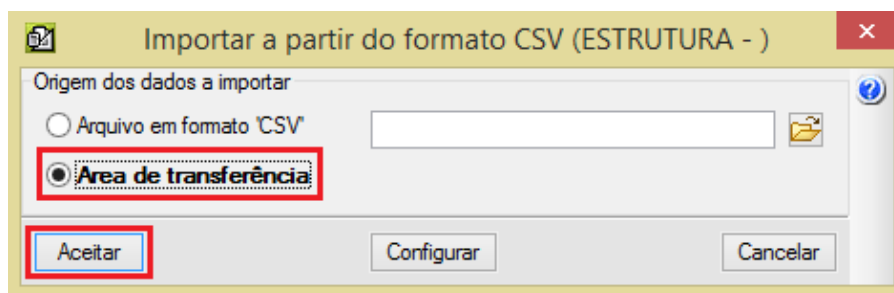 Importar a partir do formato CSV (ESTRUTURA - )
Origem dos dados a importar
Arquivo em formato 'CSV'
Area de transferência
Aceitar Configurar Cancelar